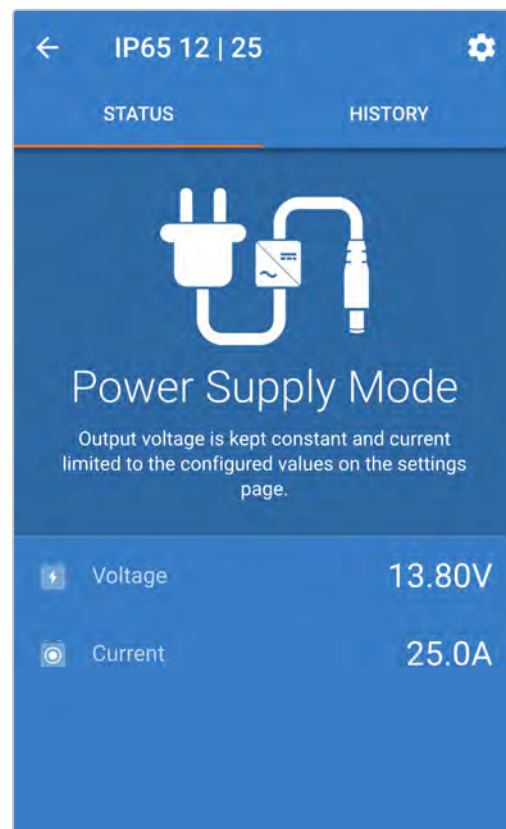 IP65 12 | 25
STATUS
HISTORY
Power Supply Mode
Output voltage is kept constant and current
limited to the configured values on the settings
page.
Voltage
13.80V
Current
25.0A